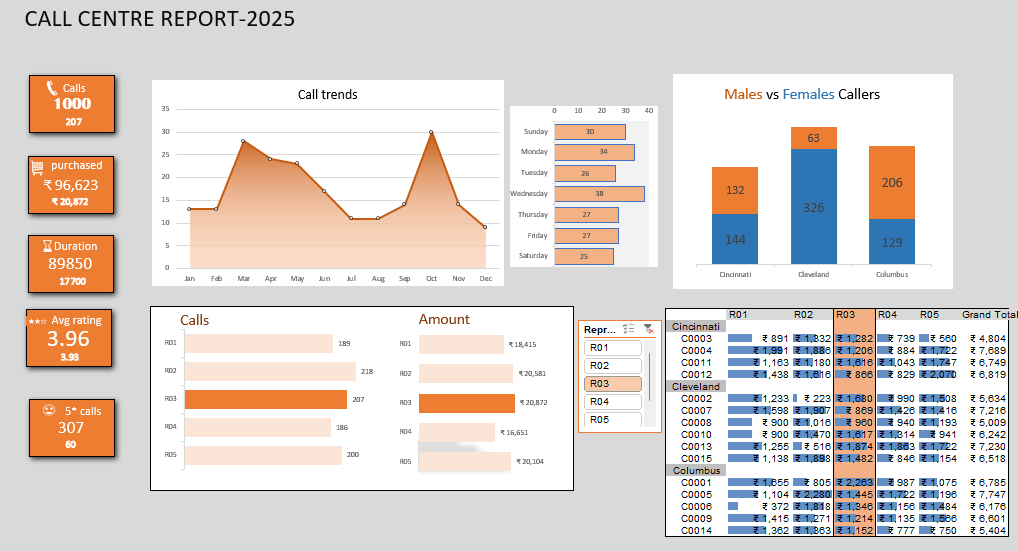 CALL CENTRE REPORT-2025
Calls
1000
207
purchased
₹ 96,623
₹ 20,872
Duration
89850
17700
Avg rating
3.96
3.93
5* calls
307
60
Call trends
35
30
25
20
15
10
5
0
Jan Feb Mar Apr May Jun Jul Aug Sep Oct Nov Dec
0 10 20 30 40
Sunday 30
Monday 34
Tuesday 26
Wednesday 38
Thursday 27
Friday 27
Saturday 25
Males vs Females Callers
132 63 206
144 326 129
Cincinnati Cleveland Columbus
Calls
R01 189
R02 218
R03 207
R04 186
R05 200
Amount
R01 ₹ 18,415
R02 ₹ 20,581
R03 ₹ 20,872
R04 ₹ 16,651
R05 ₹ 20,104
Repr...
R01
R02
R03
R04
R05
R01 R02 R03 R04 R05 Grand Total
Cincinnati
C0003 ₹ 891 ₹ 1,332 ₹ 1,282 ₹ 739 ₹ 560 ₹ 4,804
C0004 ₹ 1,991 ₹ 1,886 ₹ 1,206 ₹ 884 ₹ 1,722 ₹ 7,689
C0011 ₹ 1,163 ₹ 1,180 ₹ 1,616 ₹ 1,043 ₹ 1,747 ₹ 6,749
C0012 ₹ 1,438 ₹ 1,616 ₹ 866 ₹ 829 ₹ 2,070 ₹ 6,819
Cleveland
C0002 ₹ 1,233 ₹ 223 ₹ 1,680 ₹ 990 ₹ 1,508 ₹ 5,634
C0007 ₹ 1,598 ₹ 1,907 ₹ 869 ₹ 1,426 ₹ 1,416 ₹ 7,216
C0008 ₹ 900 ₹ 1,016 ₹ 960 ₹ 940 ₹ 1,193 ₹ 5,009
C0010 ₹ 900 ₹ 1,470 ₹ 1,617 ₹ 1,314 ₹ 941 ₹ 6,242
C0013 ₹ 1,255 ₹ 516 ₹ 1,874 ₹ 1,863 ₹ 1,722 ₹ 7,230
C0015 ₹ 1,138 ₹ 1,898 ₹ 1,482 ₹ 846 ₹ 1,154 ₹ 6,518
Columbus
C0001 ₹ 1,655 ₹ 805 ₹ 2,263 ₹ 987 ₹ 1,075 ₹ 6,785
C0005 ₹ 1,104 ₹ 2,280 ₹ 1,445 ₹ 1,722 ₹ 1,196 ₹ 7,747
C0006 ₹ 372 ₹ 1,818 ₹ 1,346 ₹ 1,156 ₹ 1,484 ₹ 6,176
C0009 ₹ 1,415 ₹ 1,271 ₹ 1,214 ₹ 1,135 ₹ 1,566 ₹ 6,601
C0014 ₹ 1,362 ₹ 1,363 ₹ 1,152 ₹ 777 ₹ 750 ₹ 5,404